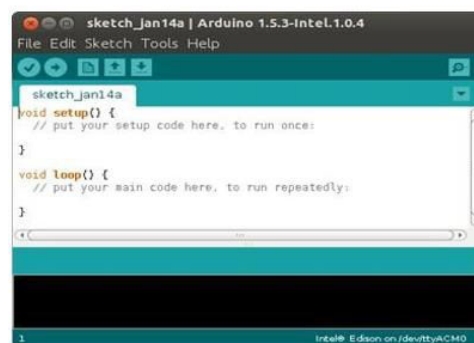 sketch_jan14a | Arduino 1.5.3-Intel.1.0.4
File Edit Sketch Tools Help
sketch_jan14a
void setup() {
// put your setup code here, to run once:
}
void loop() {
// put your main code here, to run repeatedly:
}
1
Intel® Edison on /dev/ttyACM0